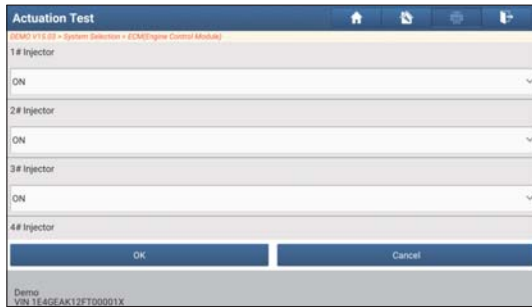 Actuation Test
DEMO V15.03 > System Selection > ECM(Engine Control Module)
1# Injector
ON
2# Injector
ON
3# Injector
ON
4# Injector
OK Cancel
Demo
VIN 1E4GEAK12FT00001X